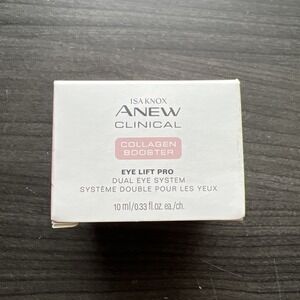 ISA KNOX
ANEW
CLINICAL
COLLAGEN
BOOSTER
EYE LIFT PRO
DUAL EYE SYSTEM
SYSTÈME DOUBLE POUR LES YEUX
10 ml/0.33 fl.oz. ea./ch.